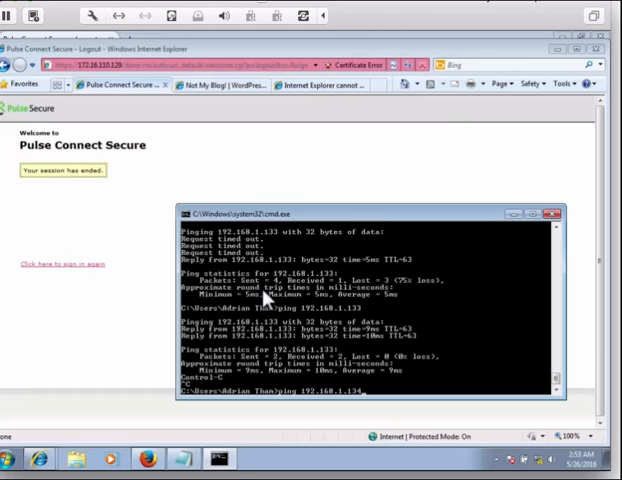 Pulse Connect Secure - Logout - Windows Internet Explorer
Certificate Error
Bing
Favorites
Pulse Connect Secure ...
Not My Blog! | WordPres...
Internet Explorer cannot ...
Page
Safety
Tools
Pulse Secure
Welcome to
Pulse Connect Secure
Your session has ended.
Click here to sign in again
C:\Windows\system32\cmd.exe
Pinging 192.168.1.133 with 32 bytes of data:
Request timed out.
Request timed out.
Request timed out.
Reply from 192.168.1.133: bytes=32 time=5ms TTL=63
Ping statistics for 192.168.1.133:
Packets: Sent = 4, Received = 1, Lost = 3 (75% loss),
Approximate round trip times in milli-seconds:
Minimum = 5ms, Maximum = 5ms, Average = 5ms
C:\Users\Adrian Tham>ping 192.168.1.133
Pinging 192.168.1.133 with 32 bytes of data:
Reply from 192.168.1.133: bytes=32 time=9ms TTL=63
Reply from 192.168.1.133: bytes=32 time=10ms TTL=63
Ping statistics for 192.168.1.133:
Packets: Sent = 2, Received = 2, Lost = 0 (0% loss),
Approximate round trip times in milli-seconds:
Minimum = 9ms, Maximum = 10ms, Average = 9ms
Control-C
^C
C:\Users\Adrian Tham>ping 192.168.1.134_
one
Internet | Protected Mode: On
100%
2:53 AM
5/26/2016